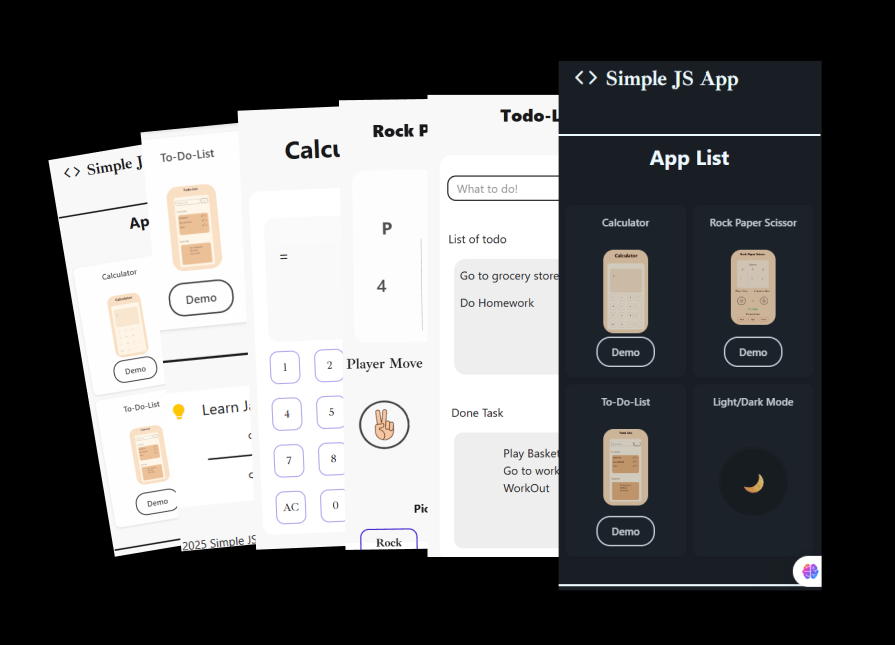 <> Simple J
Ap
Calculator
Demo
To-Do-List
Demo
To-Do-List
Demo
Learn Ja
2025 Simple JS
Calcu
=
1 2
4 5
7 8
AC 0
Rock P
P
4
Player Move
Pic
Rock
Todo-L
What to do!
List of todo
Go to grocery store
Do Homework
Done Task
Play Basket
Go to work
WorkOut
<> Simple JS App
App List
Calculator
Rock Paper Scissor
Demo
Demo
To-Do-List
Light/Dark Mode
Demo